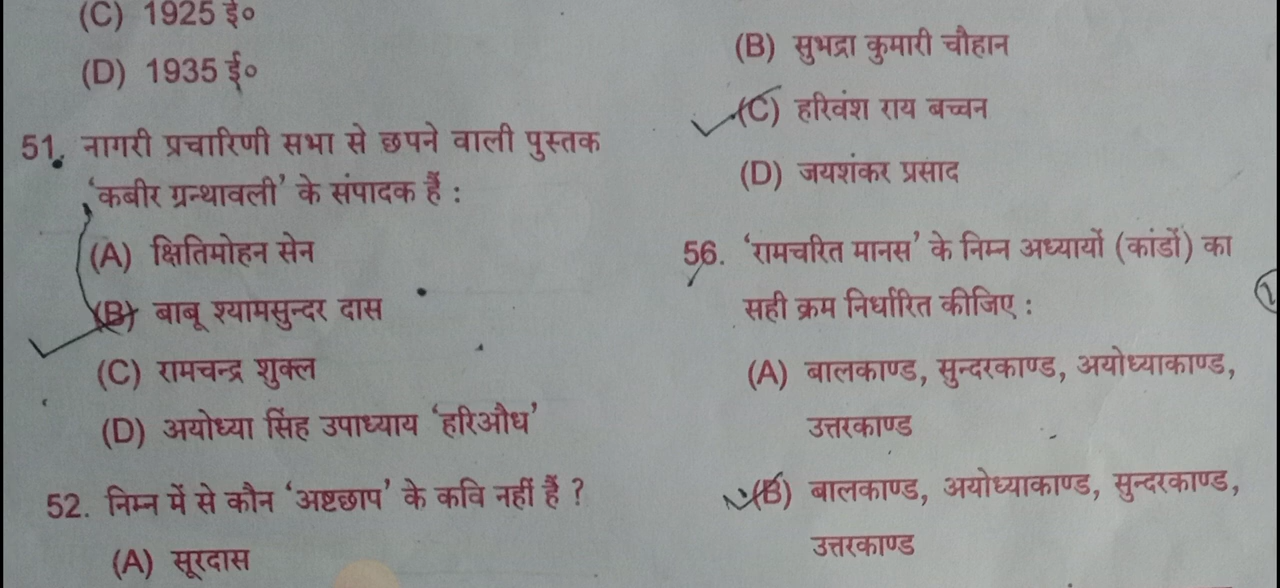 (C) 1925 ई०
(D) 1935 ई०
51. नागरी प्रचारिणी सभा से छपने वाली पुस्तक
'कबीर ग्रन्थावली' के संपादक हैं :
(A) क्षितिमोहन सेन
(B) बाबू श्यामसुन्दर दास
(C) रामचन्द्र शुक्ल
(D) अयोध्या सिंह उपाध्याय 'हरिऔध'
52. निम्न में से कौन 'अष्टछाप' के कवि नहीं हैं ?
(A) सूरदास
(B) सुभद्रा कुमारी चौहान
(C) हरिवंश राय बच्चन
(D) जयशंकर प्रसाद
56. 'रामचरित मानस' के निम्न अध्यायों (कांडों) का
सही क्रम निर्धारित कीजिए :
(A) बालकाण्ड, सुन्दरकाण्ड, अयोध्याकाण्ड,
उत्तरकाण्ड
(B) बालकाण्ड, अयोध्याकाण्ड, सुन्दरकाण्ड,
उत्तरकाण्ड